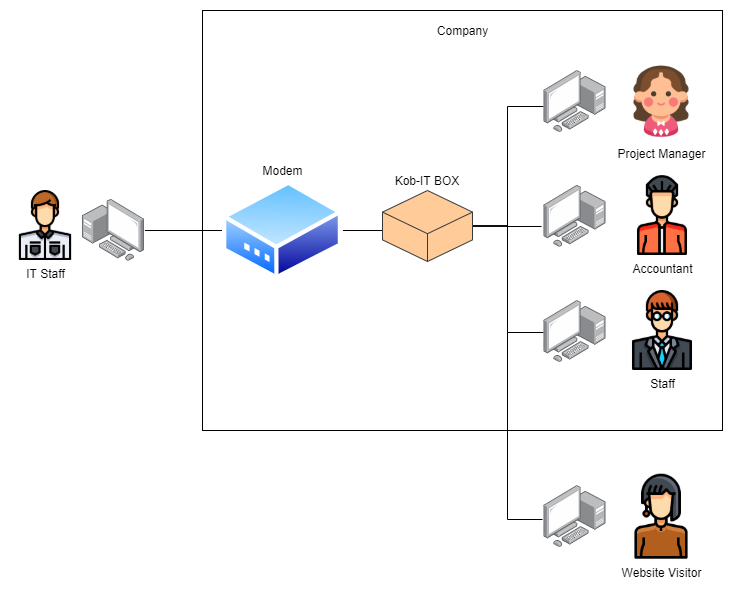 Company
Modem
Kob-IT BOX
Project Manager
IT Staff
Accountant
Staff
Website Visitor